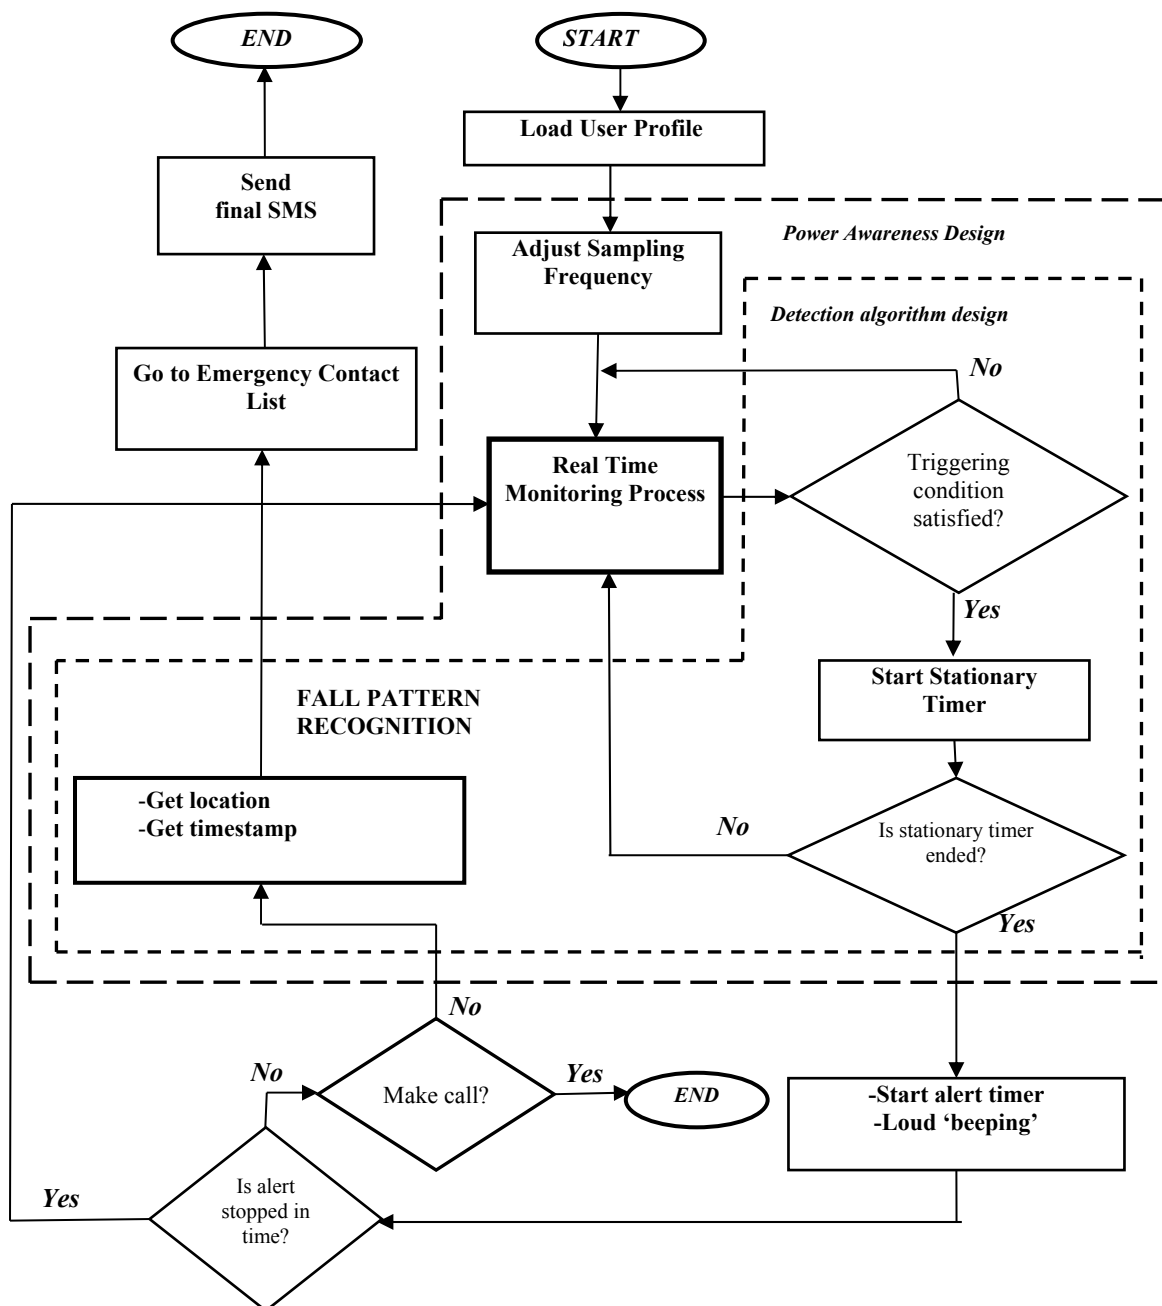 END
START
Load User Profile
Send
final SMS
Power Awareness Design
Adjust Sampling
Frequency
Detection algorithm design
Go to Emergency Contact
List
No
Real Time
Monitoring Process
Triggering
condition
satisfied?
Yes
Start Stationary
Timer
FALL PATTERN
RECOGNITION
-Get location
-Get timestamp
No
Is stationary timer
ended?
Yes
No
No
Make call?
Yes
END
-Start alert timer
-Loud ‘beeping’
Yes
Is alert
stopped in
time?